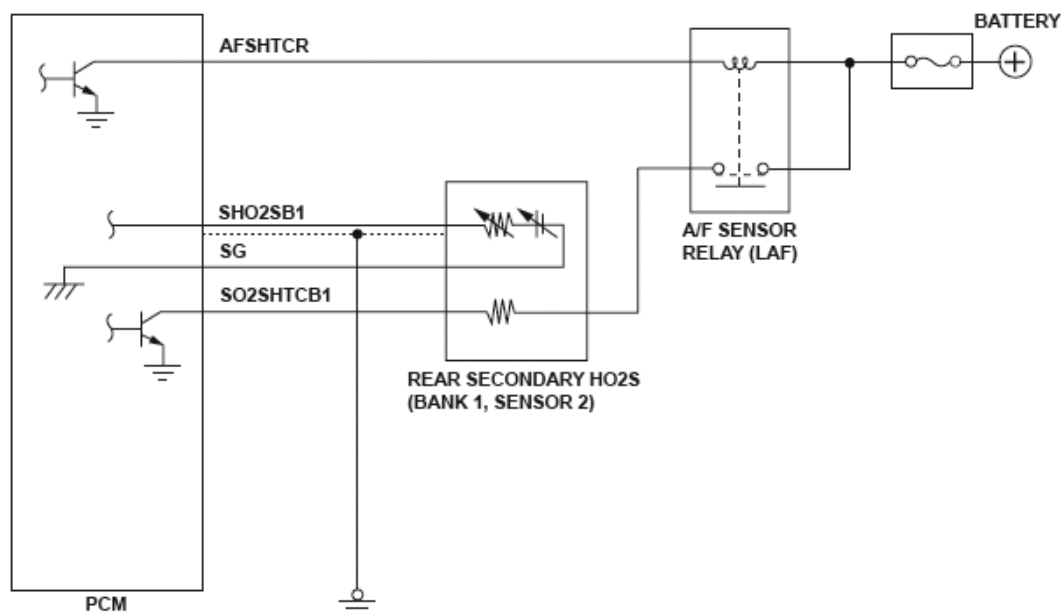 BATTERY
AFSHTCR
SHO2SB1
SG
SO2SHTCB1
A/F SENSOR
RELAY (LAF)
REAR SECONDARY HO2S
(BANK 1, SENSOR 2)
PCM